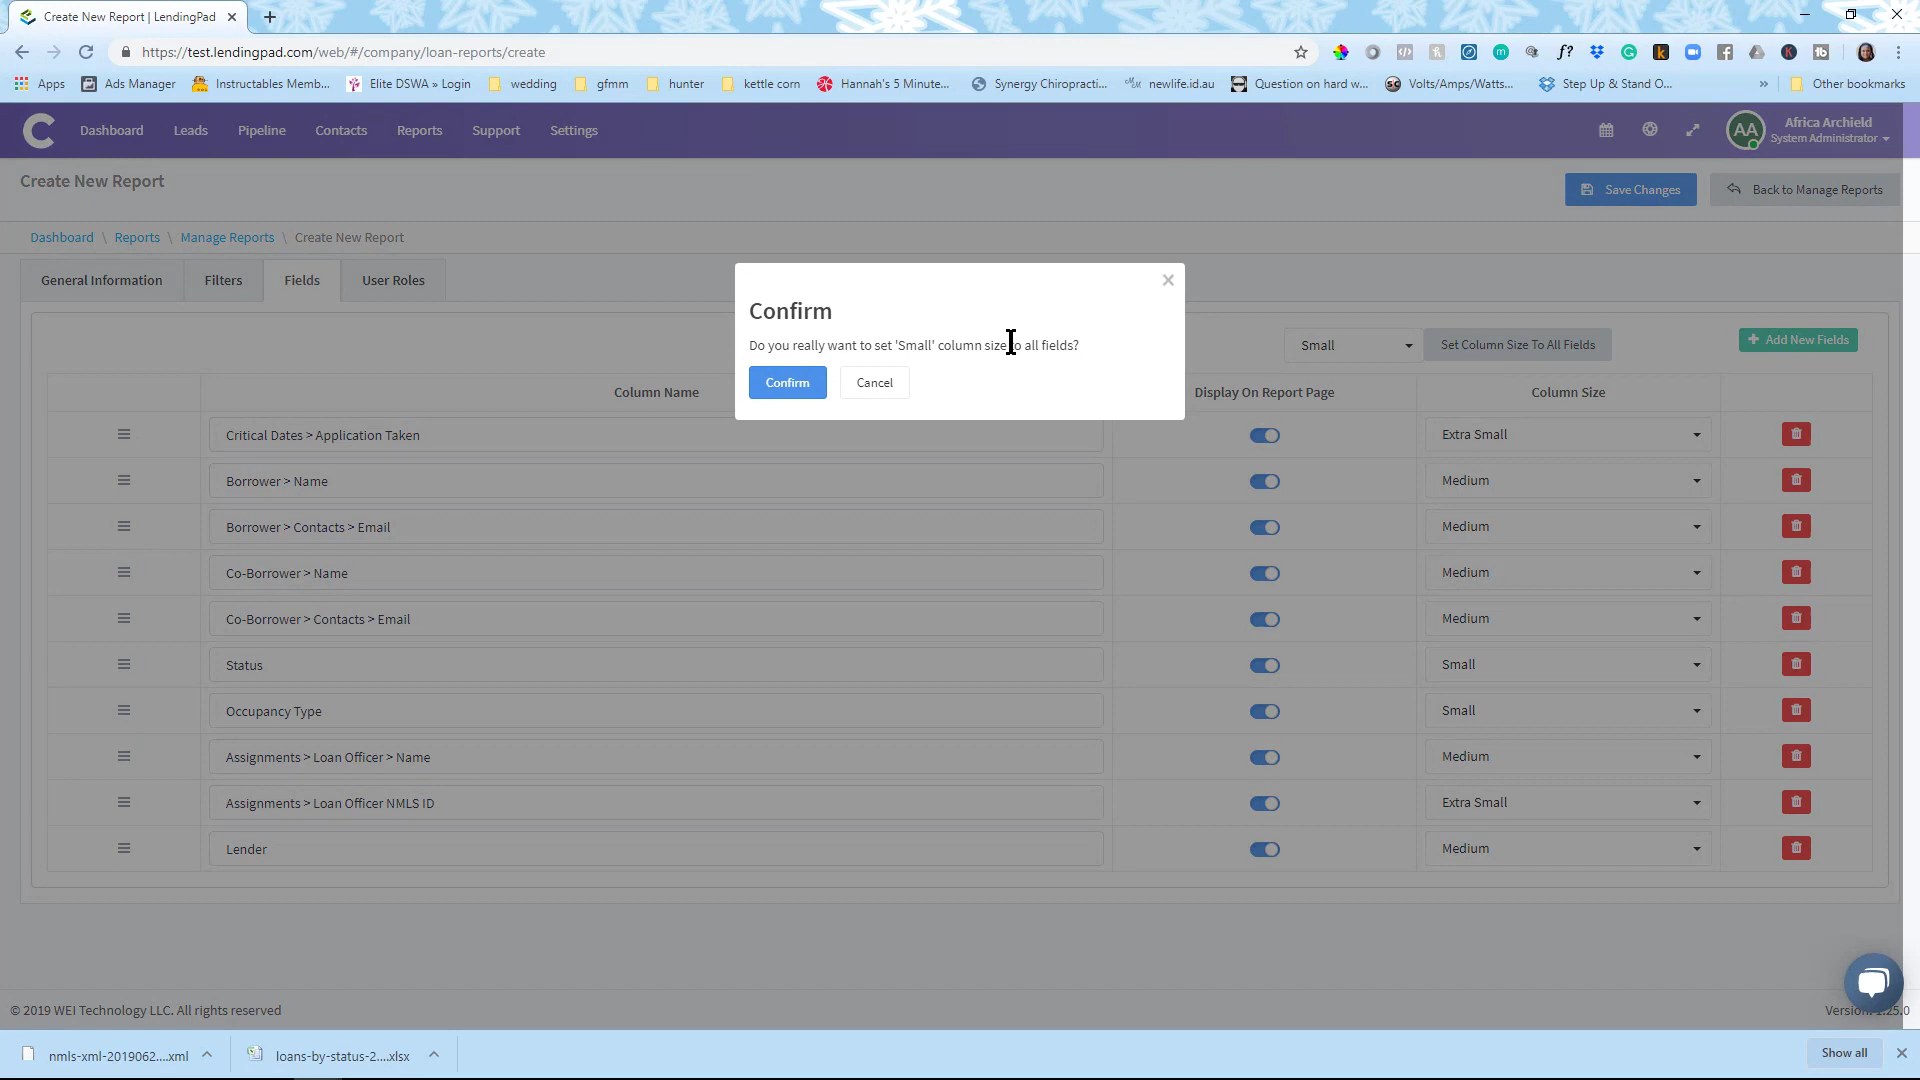 Create New Report | LendingPad
https://test.lendingpad.com/web/#/company/loan-reports/create
Apps Ads Manager Instructables Memb... Elite DSWA » Login wedding gfmm hunter kettle corn Hannah's 5 Minute... Synergy Chiropracti... newlife.id.au Question on hard w... Volts/Amps/Watts... Step Up & Stand O... » Other bookmarks
Dashboard Leads Pipeline Contacts Reports Support Settings
AA Africa Archield
System Administrator
Create New Report
Save Changes Back to Manage Reports
Dashboard \ Reports \ Manage Reports \ Create New Report
General Information Filters Fields User Roles
Confirm
Do you really want to set 'Small' column size to all fields?
Confirm Cancel
Small Set Column Size To All Fields + Add New Fields
Column Name Display On Report Page Column Size
Critical Dates > Application Taken Extra Small
Borrower > Name Medium
Borrower > Contacts > Email Medium
Co-Borrower > Name Medium
Co-Borrower > Contacts > Email Medium
Status Small
Occupancy Type Small
Assignments > Loan Officer > Name Medium
Assignments > Loan Officer NMLS ID Extra Small
Lender Medium
© 2019 WEI Technology LLC. All rights reserved
nmls-xml-2019062....xml loans-by-status-2....xlsx Show all